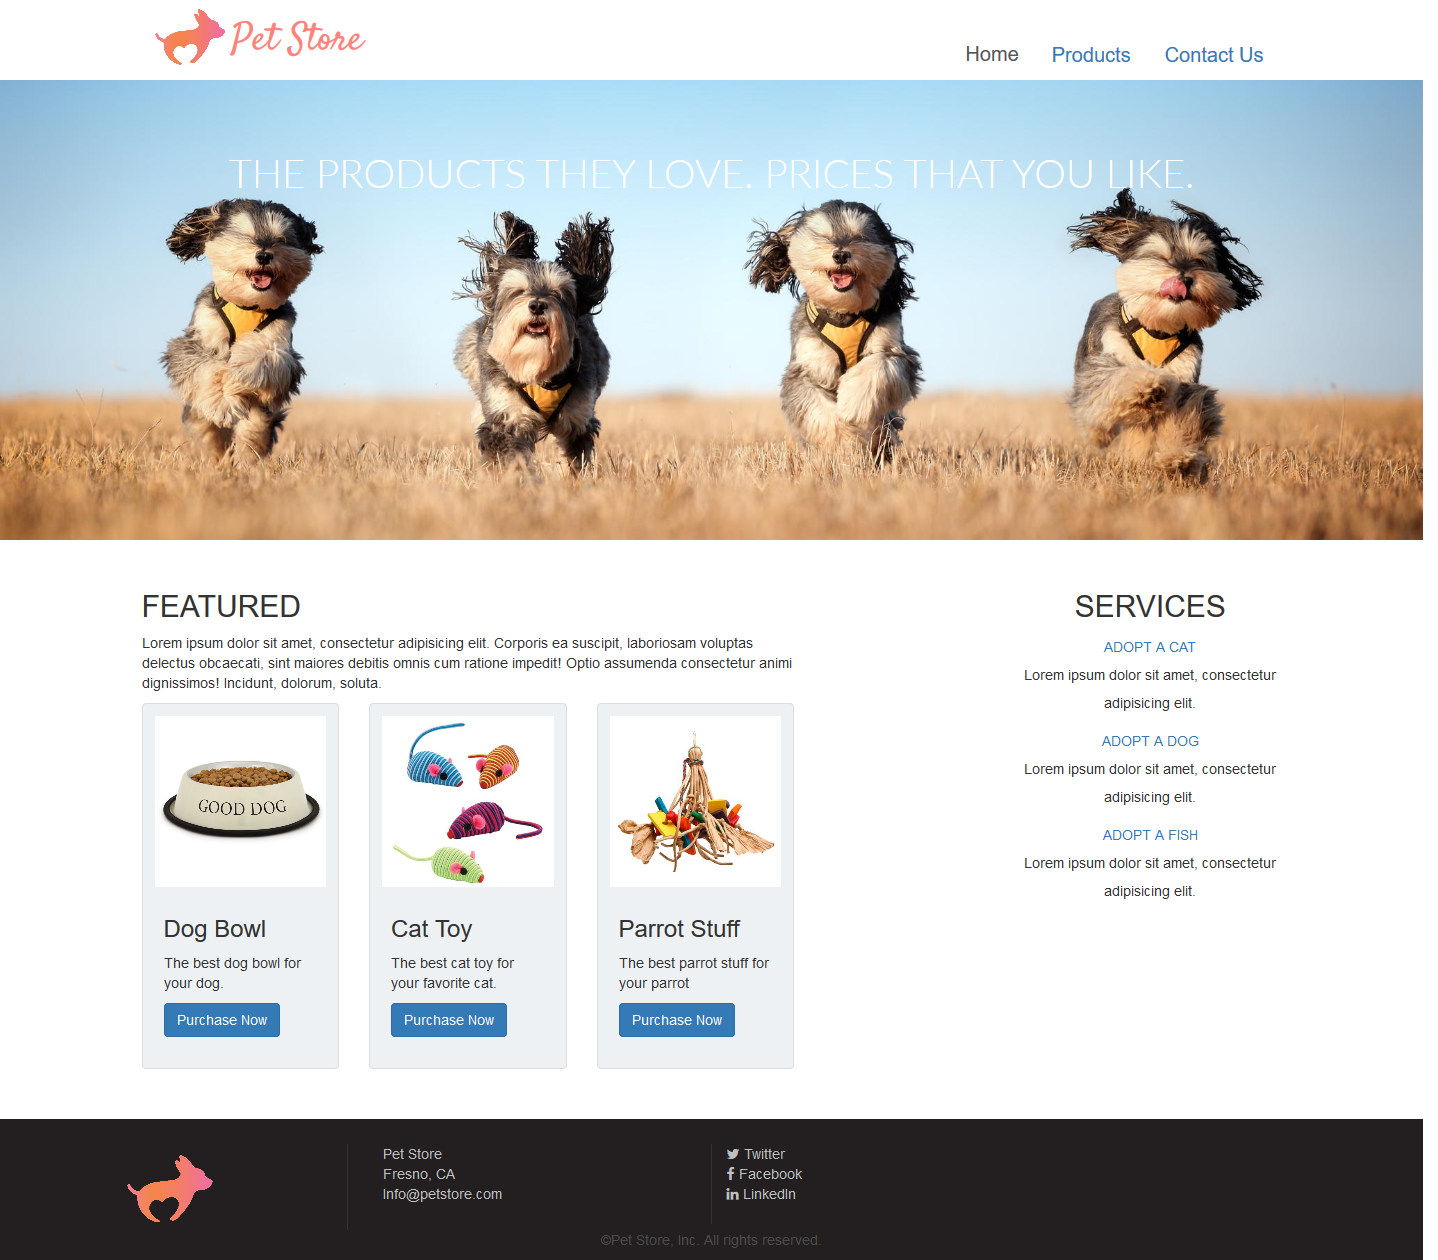 Pet Store
Home
Products
Contact Us
THE PRODUCTS THEY LOVE. PRICES THAT YOU LIKE.
FEATURED
Lorem ipsum dolor sit amet, consectetur adipisicing elit. Corporis ea suscipit, laboriosam voluptas
delectus obcaecati, sint maiores debitis omnis cum ratione impedit! Optio assumenda consectetur animi
dignissimos! Incidunt, dolorum, soluta.
GOOD DOG
Dog Bowl
The best dog bowl for
your dog.
Purchase Now
Cat Toy
The best cat toy for
your favorite cat.
Purchase Now
Parrot Stuff
The best parrot stuff for
your parrot
Purchase Now
SERVICES
ADOPT A CAT
Lorem ipsum dolor sit amet, consectetur
adipisicing elit.
ADOPT A DOG
Lorem ipsum dolor sit amet, consectetur
adipisicing elit.
ADOPT A FISH
Lorem ipsum dolor sit amet, consectetur
adipisicing elit.
Pet Store
Fresno, CA
Info@petstore.com
Twitter
Facebook
LinkedIn
©Pet Store, Inc. All rights reserved.